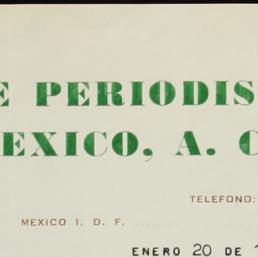 E PERIODIS
EXICO, A. C
TELEFONO:
MEXICO 1, D. F.
ENERO 20 DE 1